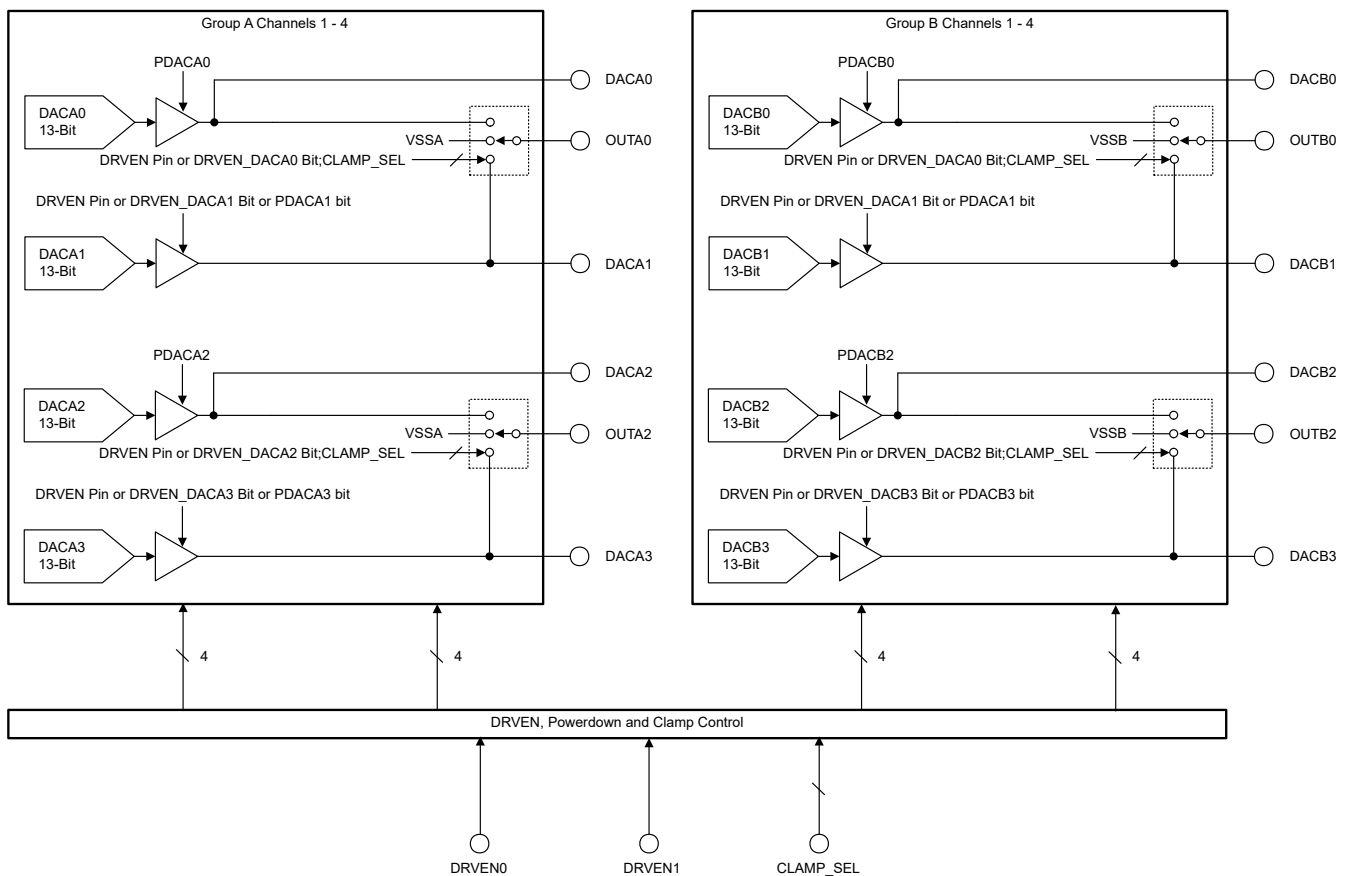 Group A Channels 1 - 4
PDACA0
DACA0
DACA0
13-Bit
VSSA
OUTA0
DRVEN Pin or DRVEN_DACA0 Bit;CLAMP_SEL
DRVEN Pin or DRVEN_DACA1 Bit or PDACA1 bit
DACA1
13-Bit
DACA1
PDACA2
DACA2
DACA2
13-Bit
VSSA
OUTA2
DRVEN Pin or DRVEN_DACA2 Bit;CLAMP_SEL
DRVEN Pin or DRVEN_DACA3 Bit or PDACA3 bit
DACA3
13-Bit
DACA3
Group B Channels 1 - 4
PDACB0
DACB0
DACB0
13-Bit
VSSB
OUTB0
DRVEN Pin or DRVEN_DACA0 Bit;CLAMP_SEL
DRVEN Pin or DRVEN_DACA1 Bit or PDACA1 bit
DACB1
13-Bit
DACB1
PDACB2
DACB2
DACB2
13-Bit
VSSB
OUTB2
DRVEN Pin or DRVEN_DACB2 Bit;CLAMP_SEL
DRVEN Pin or DRVEN_DACB3 Bit or PDACB3 bit
DACB3
13-Bit
DACB3
4
4
4
4
DRVEN, Powerdown and Clamp Control
DRVEN0
DRVEN1
CLAMP_SEL